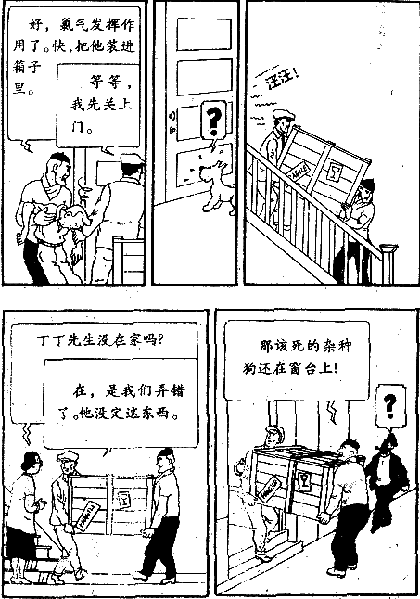 好，氯气发挥作
用了。快，把他装进
箱子
里。
等等，
我先关上
门。
?
汪汪!
丁丁先生没在家吗?
在，是我们弄错
了。他没定这东西。
那该死的杂种
狗还在窗台上!
?